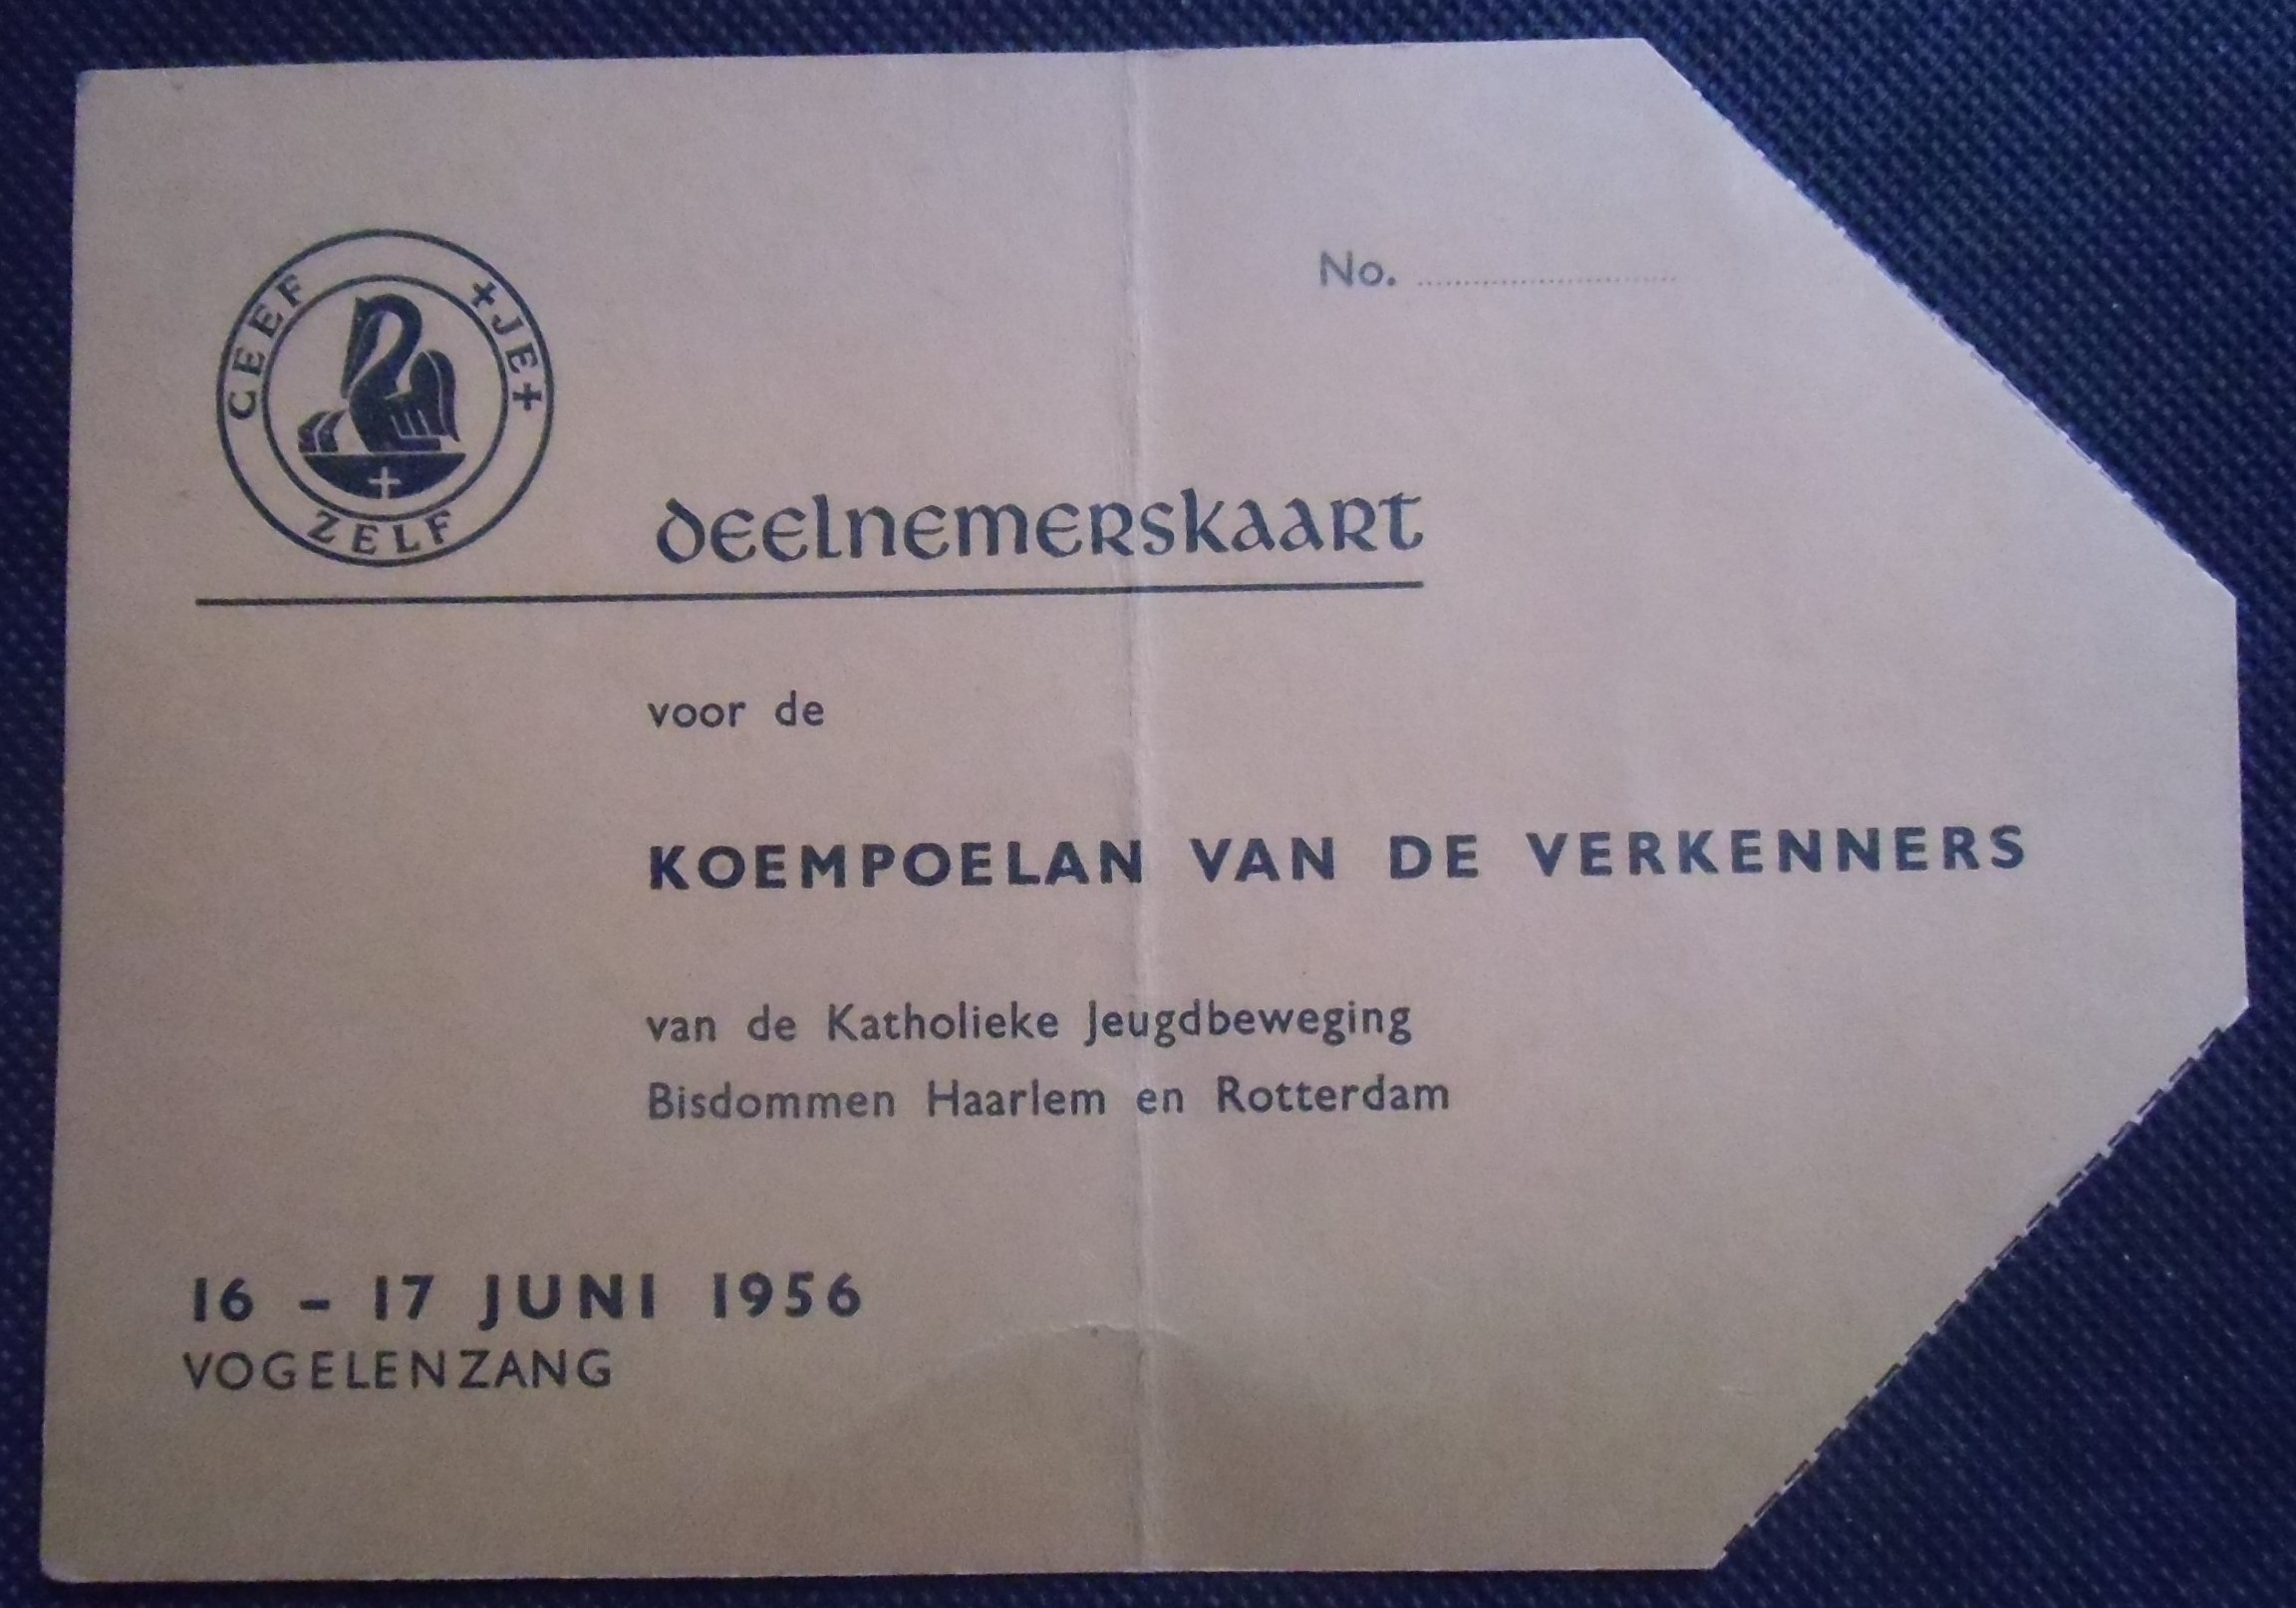 GEEF
+JE+
ZELF
No. ....................
deelnemerskaart
voor de
KOEMPOELAN VAN DE VERKENNERS
van de Katholieke Jeugdbeweging
Bisdommen Haarlem en Rotterdam
16 – 17 JUNI 1956
VOGELENZANG